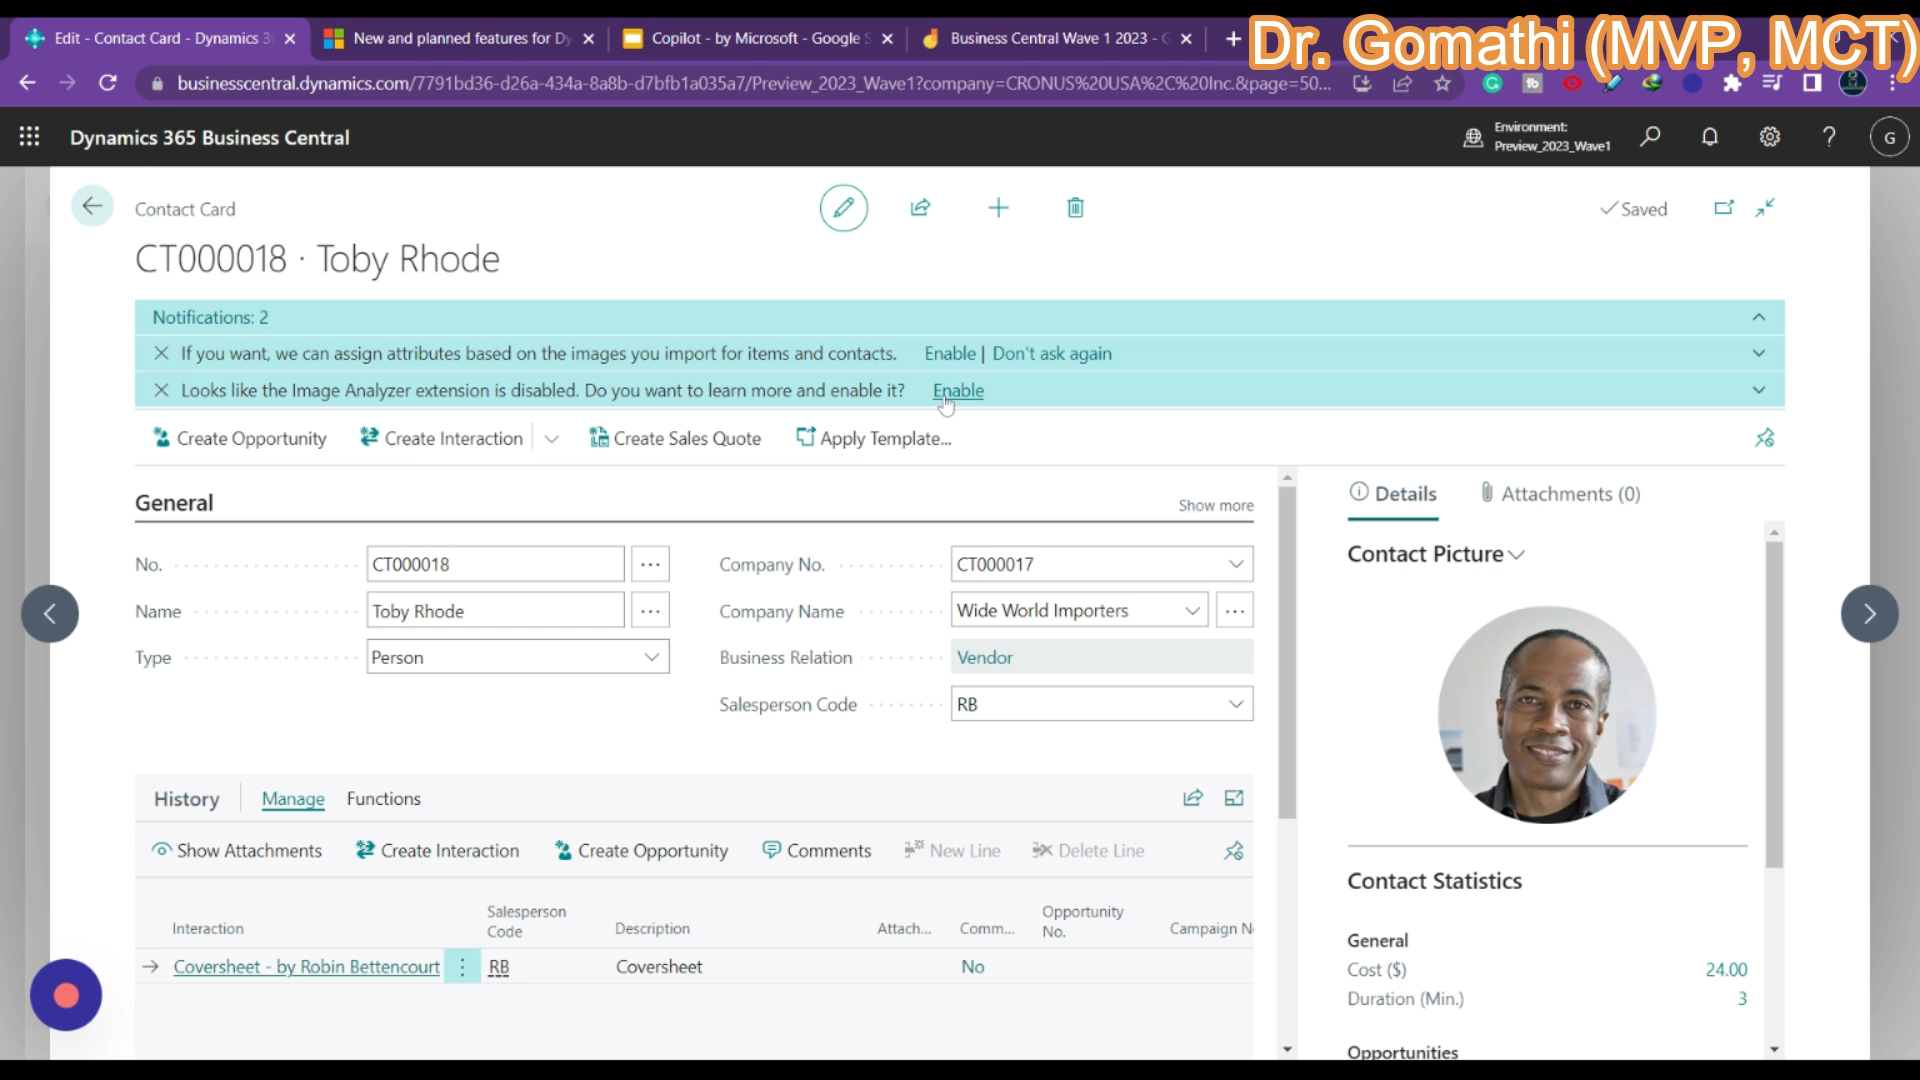 Edit - Contact Card - Dynamics 3
New and planned features for Dy
Copilot - by Microsoft - Google S
Business Central Wave 1 2023 - G
Dr. Gomathi (MVP, MCT)
businesscentral.dynamics.com/7791bd36-d26a-434a-8a8b-d7bfb1a035a7/Preview_2023_Wave1?company=CRONUS%20USA%2C%20Inc.&page=50...
Dynamics 365 Business Central
Environment:
Preview_2023_Wave1
G
Contact Card
Saved
CT000018 · Toby Rhode
Notifications: 2
If you want, we can assign attributes based on the images you import for items and contacts. Enable | Don't ask again
Looks like the Image Analyzer extension is disabled. Do you want to learn more and enable it? Enable
Create Opportunity Create Interaction Create Sales Quote Apply Template...
General
Show more
No. CT000018
Name Toby Rhode
Type Person
Company No. CT000017
Company Name Wide World Importers
Business Relation Vendor
Salesperson Code RB
History Manage Functions
Show Attachments Create Interaction Create Opportunity Comments New Line Delete Line
Interaction
Salesperson
Code
Description
Attach...
Comm...
Opportunity
No.
Campaign N
Coversheet - by Robin Bettencourt RB Coversheet No
Details Attachments (0)
Contact Picture
Contact Statistics
General
Cost ($) 24.00
Duration (Min.) 3
Opportunities